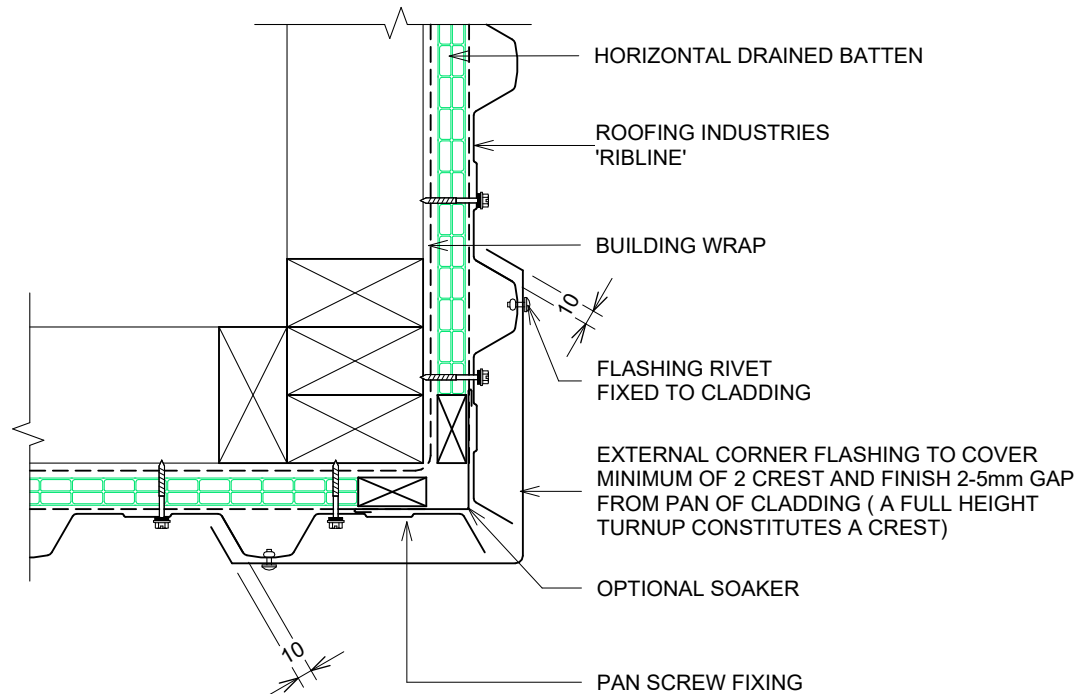 HORIZONTAL DRAINED BATTEN
ROOFING INDUSTRIES
'RIBLINE'
BUILDING WRAP
10
FLASHING RIVET
FIXED TO CLADDING
EXTERNAL CORNER FLASHING TO COVER
MINIMUM OF 2 CREST AND FINISH 2-5mm GAP
FROM PAN OF CLADDING ( A FULL HEIGHT
TURNUP CONSTITUTES A CREST)
OPTIONAL SOAKER
10
PAN SCREW FIXING